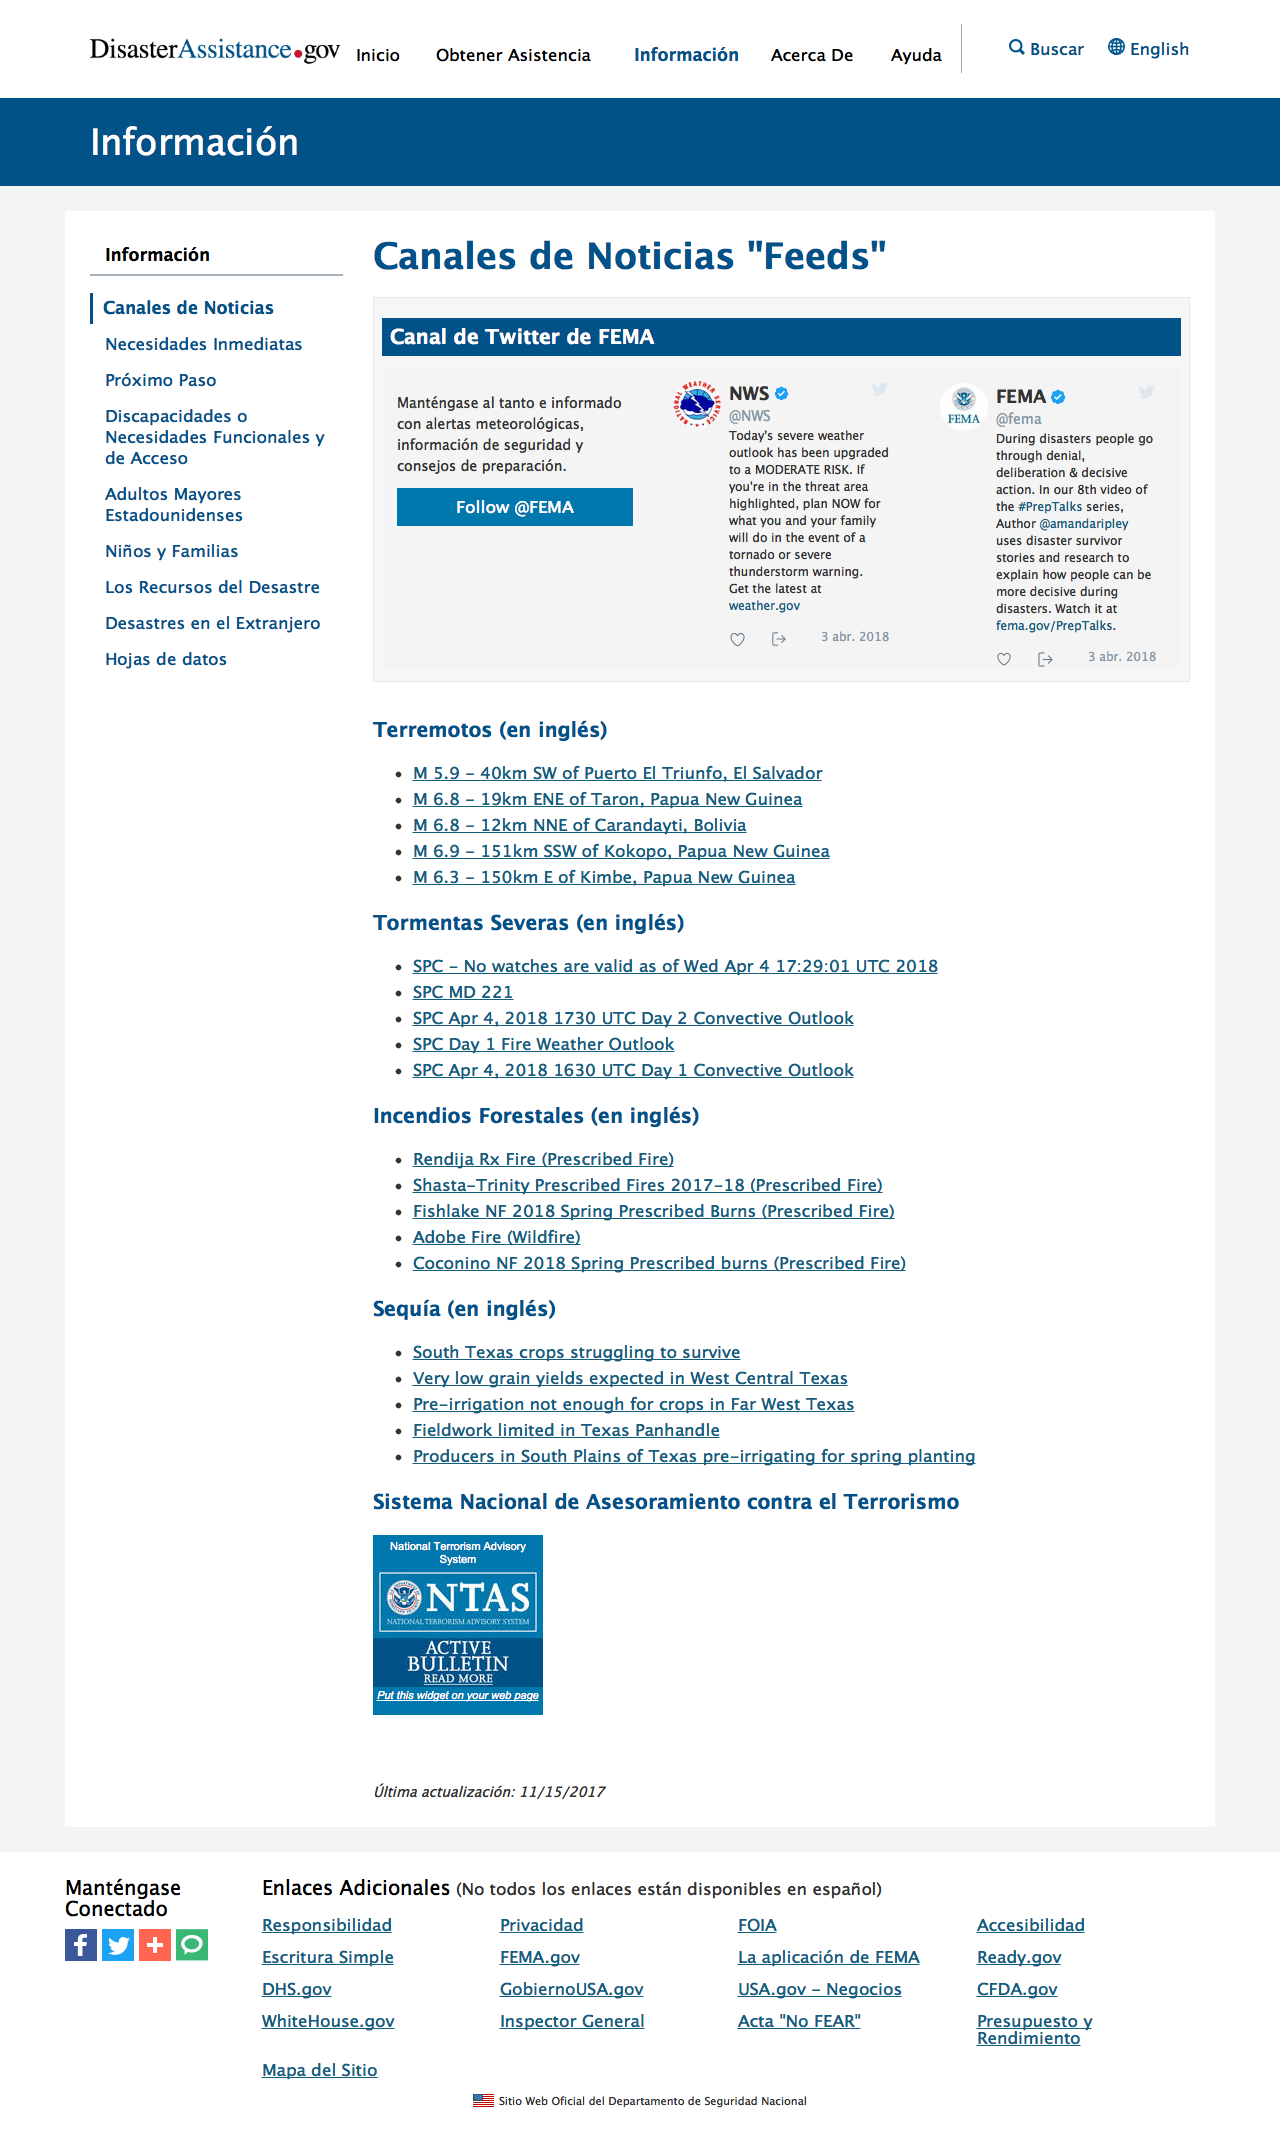 DisasterAssistance.gov
Inicio
Obtener Asistencia
Información
Acerca De
Ayuda
Buscar
English
Información
Información
Canales de Noticias
Necesidades Inmediatas
Próximo Paso
Discapacidades o
Necesidades Funcionales y
de Acceso
Adultos Mayores
Estadounidenses
Niños y Familias
Los Recursos del Desastre
Desastres en el Extranjero
Hojas de datos
Canales de Noticias "Feeds"
Canal de Twitter de FEMA
Manténgase al tanto e informado
con alertas meteorológicas,
información de seguridad y
consejos de preparación.
Follow @FEMA
NATIONAL WEATHER SERVICE
NWS
@NWS
Today's severe weather
outlook has been upgraded
to a MODERATE RISK. If
you're in the threat area
highlighted, plan NOW for
what you and your family
will do in the event of a
tornado or severe
thunderstorm warning.
Get the latest at
weather.gov
3 abr. 2018
FEMA
FEMA
@fema
During disasters people go
through denial,
deliberation & decisive
action. In our 8th video of
the #PrepTalks series,
Author @amandaripley
uses disaster survivor
stories and research to
explain how people can be
more decisive during
disasters. Watch it at
fema.gov/PrepTalks.
3 abr. 2018
Terremotos (en inglés)
M 5.9 - 40km SW of Puerto El Triunfo, El Salvador
M 6.8 - 19km ENE of Taron, Papua New Guinea
M 6.8 - 12km NNE of Carandayti, Bolivia
M 6.9 - 151km SSW of Kokopo, Papua New Guinea
M 6.3 - 150km E of Kimbe, Papua New Guinea
Tormentas Severas (en inglés)
SPC - No watches are valid as of Wed Apr 4 17:29:01 UTC 2018
SPC MD 221
SPC Apr 4, 2018 1730 UTC Day 2 Convective Outlook
SPC Day 1 Fire Weather Outlook
SPC Apr 4, 2018 1630 UTC Day 1 Convective Outlook
Incendios Forestales (en inglés)
Rendija Rx Fire (Prescribed Fire)
Shasta-Trinity Prescribed Fires 2017-18 (Prescribed Fire)
Fishlake NF 2018 Spring Prescribed Burns (Prescribed Fire)
Adobe Fire (Wildfire)
Coconino NF 2018 Spring Prescribed burns (Prescribed Fire)
Sequía (en inglés)
South Texas crops struggling to survive
Very low grain yields expected in West Central Texas
Pre-irrigation not enough for crops in Far West Texas
Fieldwork limited in Texas Panhandle
Producers in South Plains of Texas pre-irrigating for spring planting
Sistema Nacional de Asesoramiento contra el Terrorismo
National Terrorism Advisory
System
NTAS
NATIONAL TERRORISM ADVISORY SYSTEM
ACTIVE
BULLETIN
READ MORE
Put this widget on your web page
Última actualización: 11/15/2017
Manténgase
Conectado
Enlaces Adicionales (No todos los enlaces están disponibles en español)
Responsibilidad
Privacidad
FOIA
Accesibilidad
Escritura Simple
FEMA.gov
La aplicación de FEMA
Ready.gov
DHS.gov
GobiernoUSA.gov
USA.gov - Negocios
CFDA.gov
WhiteHouse.gov
Inspector General
Acta "No FEAR"
Presupuesto y
Rendimiento
Mapa del Sitio
Sitio Web Oficial del Departamento de Seguridad Nacional